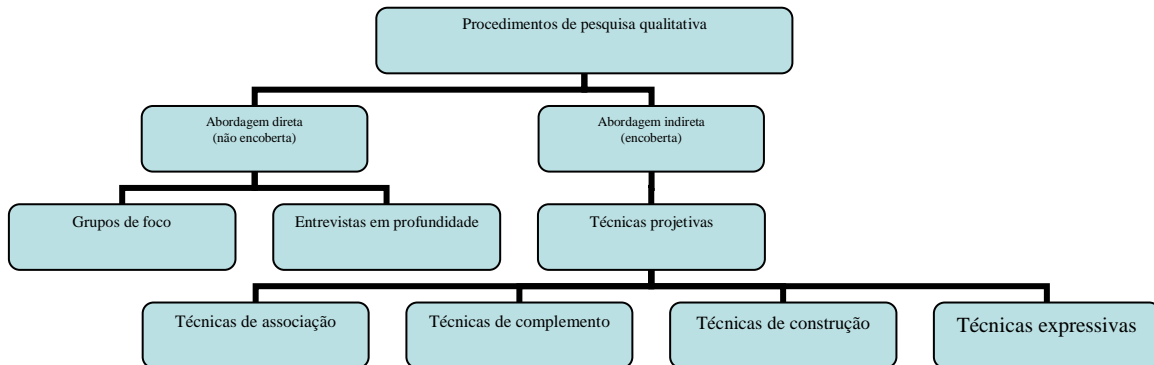 Procedimentos de pesquisa qualitativa
Abordagem direta
(não encoberta)
Abordagem indireta
(encoberta)
Grupos de foco
Entrevistas em profundidade
Técnicas projetivas
Técnicas de associação
Técnicas de complemento
Técnicas de construção
Técnicas expressivas